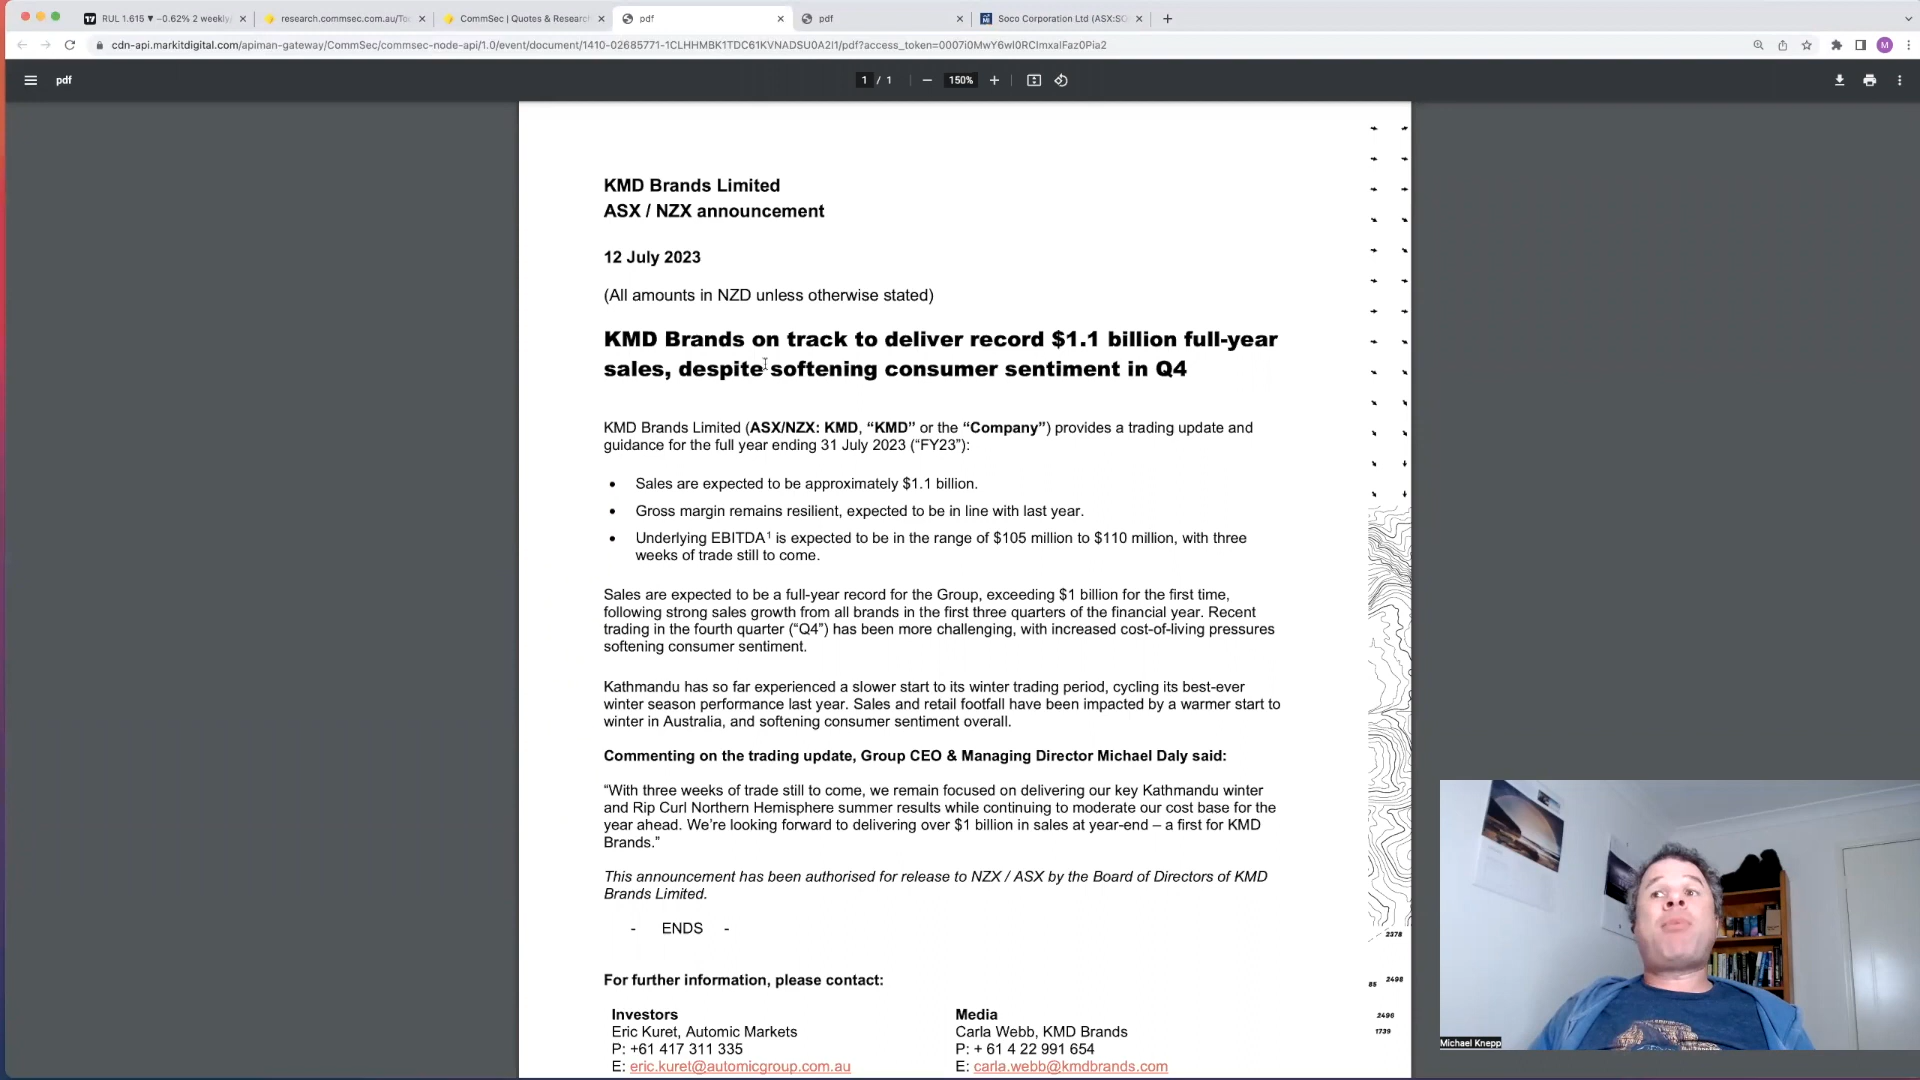 RUL 1.615 ▼ −0.62% 2 weekly
research.commsec.com.au/To
CommSec | Quotes & Researc
pdf
pdf
Soco Corporation Ltd (ASX:SO
cdn-api.markitdigital.com/apiman-gateway/CommSec/commsec-node-api/1.0/event/document/1410-02685771-1CLHHMBK1TDC61KVNADSU0A2I1/pdf?access_token=0007i0MwY6wI0RCImxaIFaz0Pia2
M
pdf
1 / 1
150%
KMD Brands Limited
ASX / NZX announcement
12 July 2023
(All amounts in NZD unless otherwise stated)
KMD Brands on track to deliver record $1.1 billion full-year
sales, despite softening consumer sentiment in Q4
KMD Brands Limited (ASX/NZX: KMD, “KMD” or the “Company”) provides a trading update and
guidance for the full year ending 31 July 2023 (“FY23”):
• Sales are expected to be approximately $1.1 billion.
• Gross margin remains resilient, expected to be in line with last year.
• Underlying EBITDA¹ is expected to be in the range of $105 million to $110 million, with three
weeks of trade still to come.
Sales are expected to be a full-year record for the Group, exceeding $1 billion for the first time,
following strong sales growth from all brands in the first three quarters of the financial year. Recent
trading in the fourth quarter (“Q4”) has been more challenging, with increased cost-of-living pressures
softening consumer sentiment.
Kathmandu has so far experienced a slower start to its winter trading period, cycling its best-ever
winter season performance last year. Sales and retail footfall have been impacted by a warmer start to
winter in Australia, and softening consumer sentiment overall.
Commenting on the trading update, Group CEO & Managing Director Michael Daly said:
“With three weeks of trade still to come, we remain focused on delivering our key Kathmandu winter
and Rip Curl Northern Hemisphere summer results while continuing to moderate our cost base for the
year ahead. We’re looking forward to delivering over $1 billion in sales at year-end – a first for KMD
Brands.”
This announcement has been authorised for release to NZX / ASX by the Board of Directors of KMD
Brands Limited.
- ENDS -
2378
For further information, please contact:
85 2498
Investors
Media
2496
Eric Kuret, Automic Markets
Carla Webb, KMD Brands
1739
P: +61 417 311 335
P: + 61 4 22 991 654
E: eric.kuret@automicgroup.com.au
E: carla.webb@kmdbrands.com
Michael Knepp